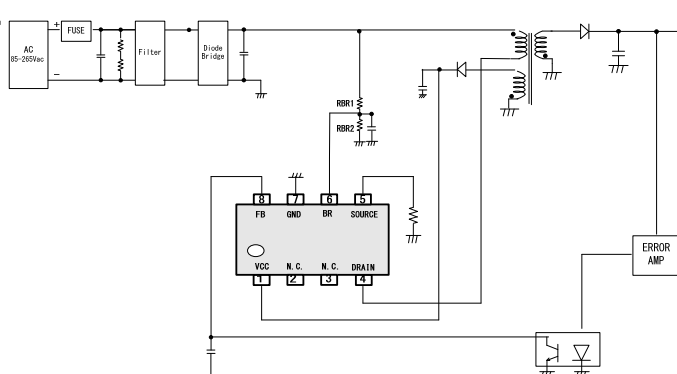 AC
85-265Vac
+
−
FUSE
Filter
Diode
Bridge
RBR1
RBR2
8 7 6 5
FB GND BR SOURCE
VCC N.C. N.C. DRAIN
1 2 3 4
ERROR
AMP